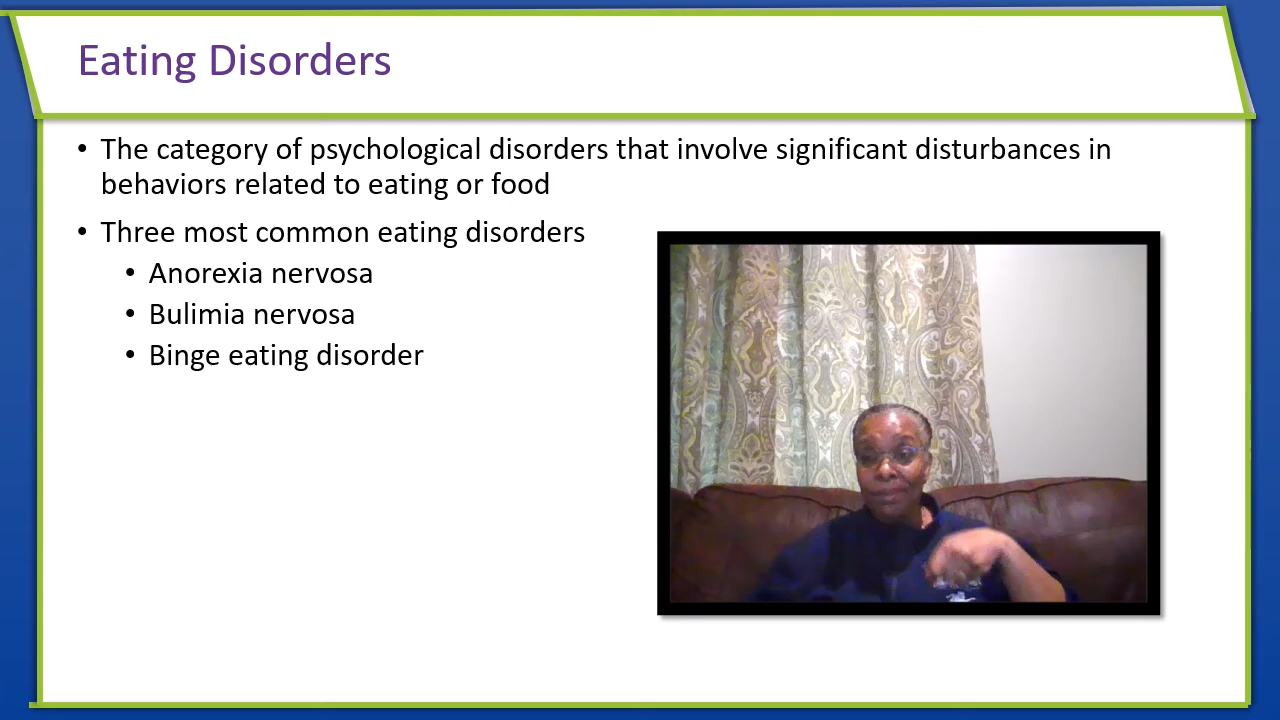 Eating Disorders
• The category of psychological disorders that involve significant disturbances in
behaviors related to eating or food
• Three most common eating disorders
• Anorexia nervosa
• Bulimia nervosa
• Binge eating disorder